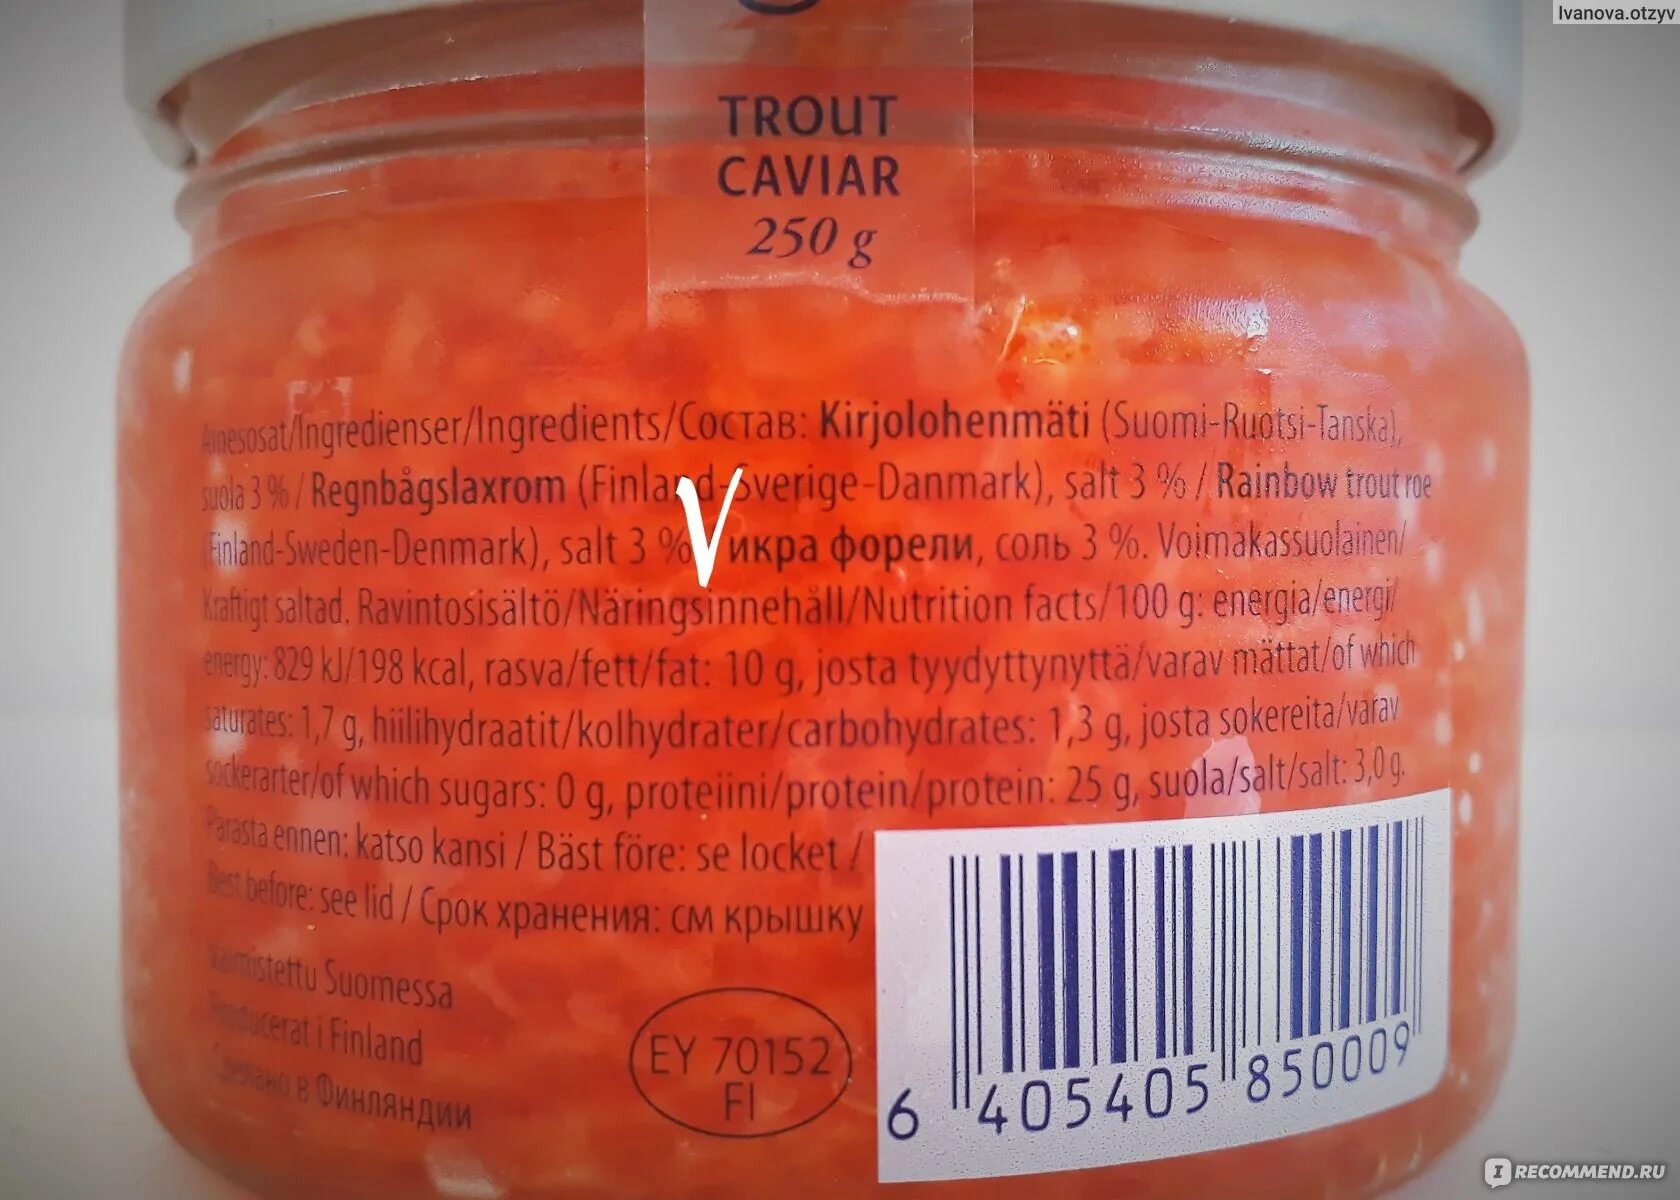 Ivanova.otzyv
TROUT
CAVIAR
250 g
Ainesosat/Ingredienser/Ingredients/Состав: Kirjolohenmäti (Suomi-Ruotsi-Tanska),
suola 3 % / Regnbågslaxrom (Finland-Sverige-Danmark), salt 3 % / Rainbow trout roe
(Finland-Sweden-Denmark), salt 3 % икра форели, соль 3 %. Voimakassuolainen/
Kraftigt saltad. Ravintosisältö/Näringsinnehåll/Nutrition facts/100 g: energia/energi/
energy: 829 kJ/198 kcal, rasva/fett/fat: 10 g, josta tyydyttynyttä/varav mättat/of which
saturates: 1,7 g, hiilihydraatit/kolhydrater/carbohydrates: 1,3 g, josta sokereita/varav
sockerarter/of which sugars: 0 g, proteiini/protein/protein: 25 g, suola/salt/salt: 3,0 g.
Parasta ennen: katso kansi / Bäst före: se locket /
Best before: see lid / Срок хранения: см крышку
Valmistettu Suomessa
Producerat i Finland
Сделано в Финляндии
EY 70152
FI
6 405405 850009
IRECOMMEND.RU